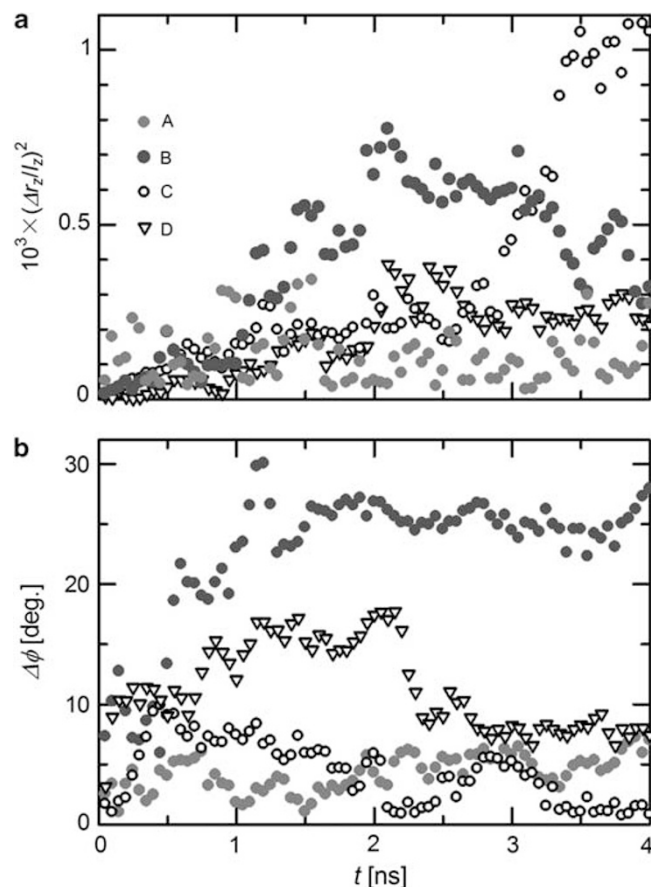 a
1
0.5
0
10³ × (Δr_z/l_z)²
A
B
C
D
b
30
20
10
0
Δϕ [deg.]
0 1 2 3 4
t [ns]